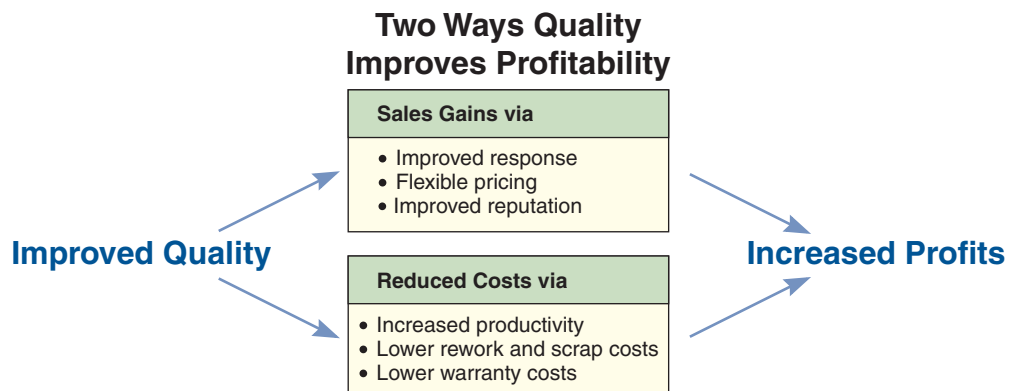 Two Ways Quality
Improves Profitability
Sales Gains via
• Improved response
• Flexible pricing
• Improved reputation
Improved Quality
Increased Profits
Reduced Costs via
• Increased productivity
• Lower rework and scrap costs
• Lower warranty costs